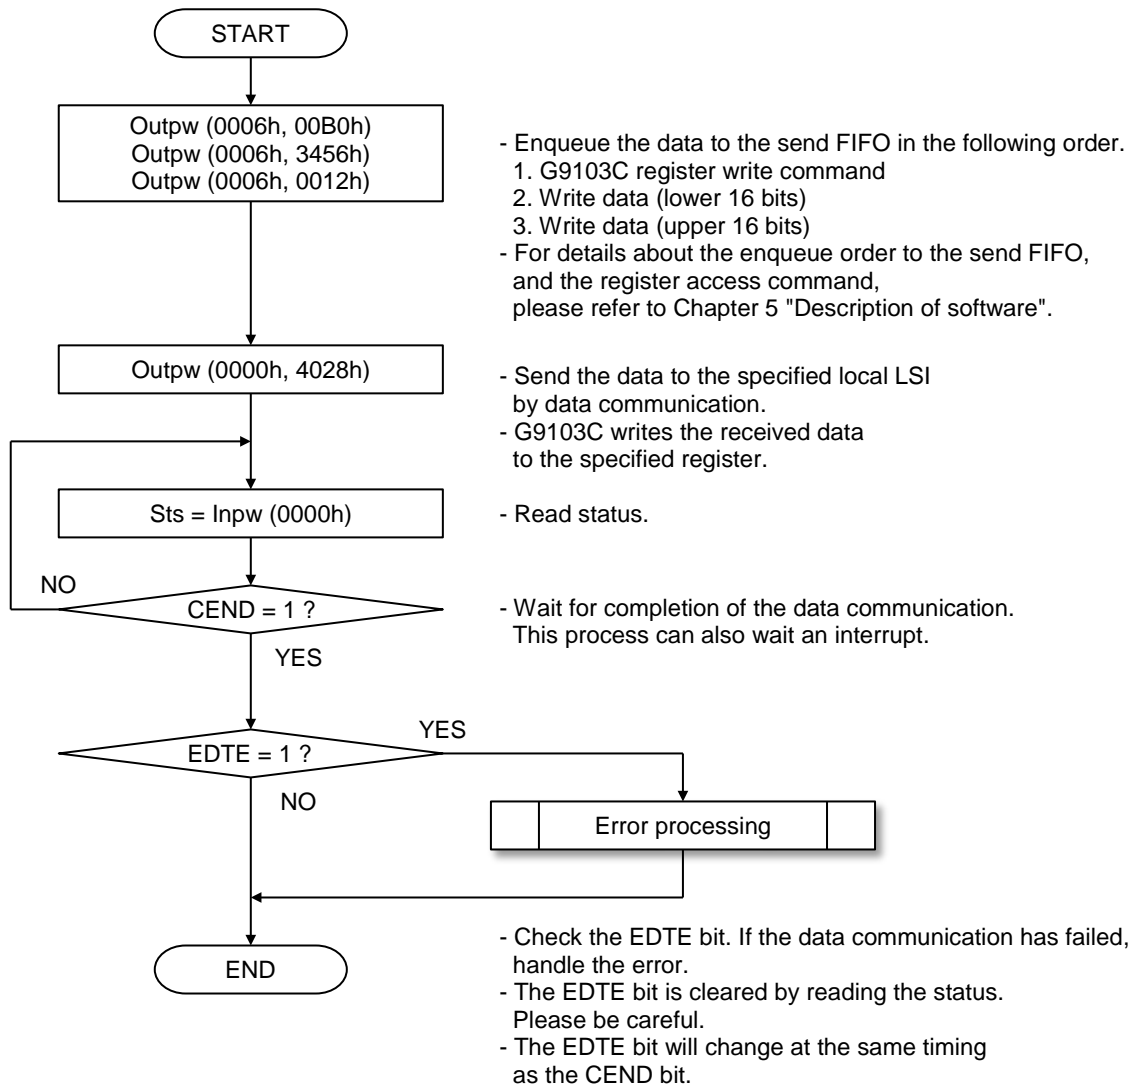 START
Outpw (0006h, 00B0h)
Outpw (0006h, 3456h)
Outpw (0006h, 0012h)
- Enqueue the data to the send FIFO in the following order.
1. G9103C register write command
2. Write data (lower 16 bits)
3. Write data (upper 16 bits)
- For details about the enqueue order to the send FIFO,
and the register access command,
please refer to Chapter 5 "Description of software".
Outpw (0000h, 4028h)
- Send the data to the specified local LSI
by data communication.
- G9103C writes the received data
to the specified register.
Sts = Inpw (0000h)
- Read status.
NO
CEND = 1 ?
- Wait for completion of the data communication.
This process can also wait an interrupt.
YES
YES
EDTE = 1 ?
NO
Error processing
- Check the EDTE bit. If the data communication has failed,
handle the error.
- The EDTE bit is cleared by reading the status.
Please be careful.
- The EDTE bit will change at the same timing
as the CEND bit.
END